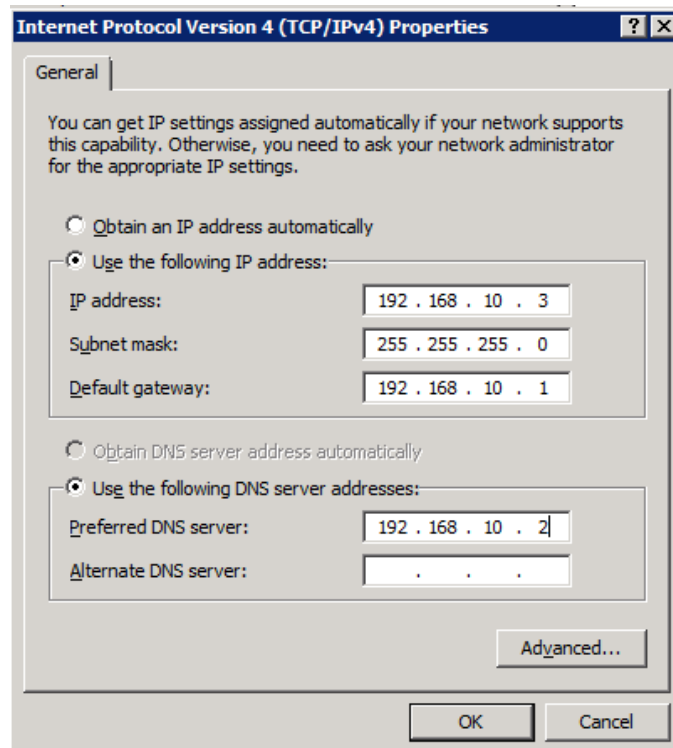 Internet Protocol Version 4 (TCP/IPv4) Properties
General
You can get IP settings assigned automatically if your network supports
this capability. Otherwise, you need to ask your network administrator
for the appropriate IP settings.
Obtain an IP address automatically
Use the following IP address:
IP address: 192 . 168 . 10 . 3
Subnet mask: 255 . 255 . 255 . 0
Default gateway: 192 . 168 . 10 . 1
Obtain DNS server address automatically
Use the following DNS server addresses:
Preferred DNS server: 192 . 168 . 10 . 2
Alternate DNS server: . . .
Advanced...
OK Cancel